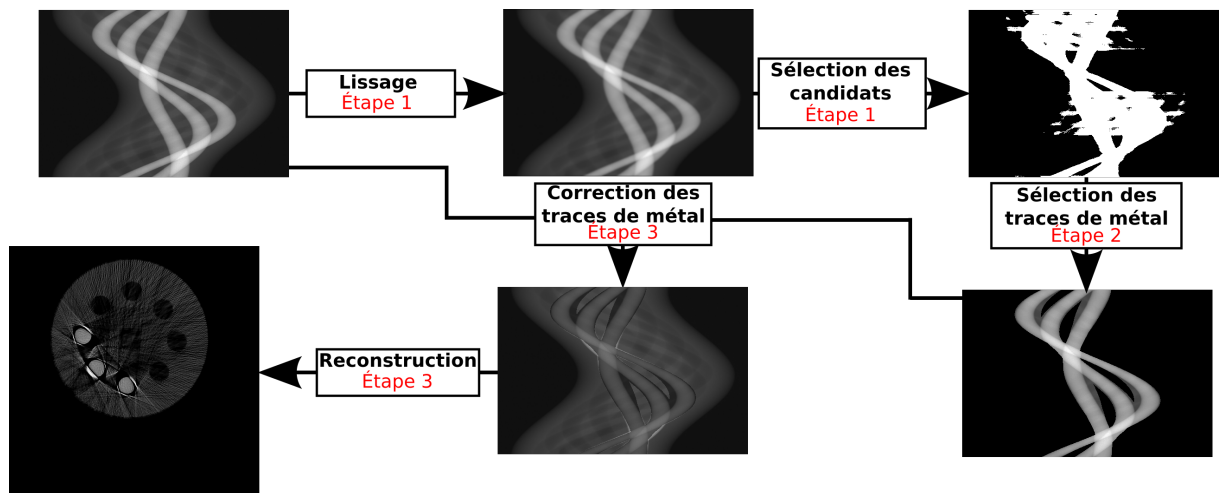 Lissage
Étape 1
Sélection des
candidats
Étape 1
Correction des
traces de métal
Étape 3
Sélection des
traces de métal
Étape 2
Reconstruction
Étape 3